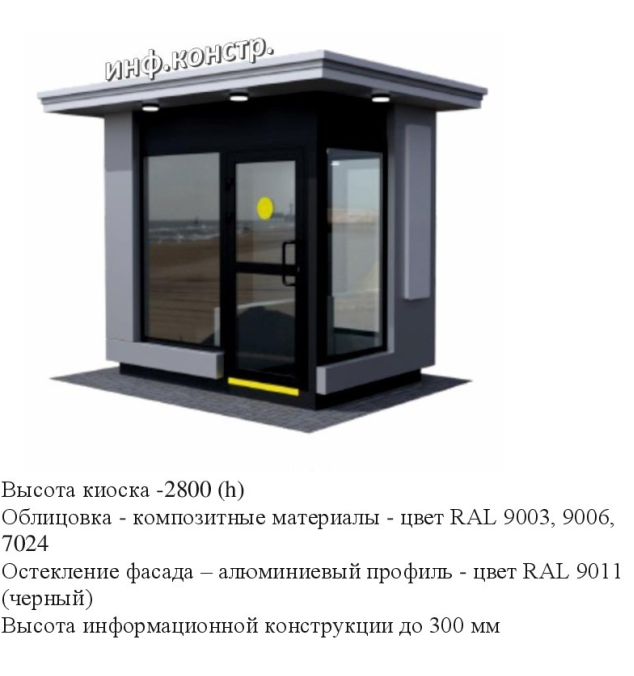 инф.констр.
Высота киоска -2800 (h)
Облицовка - композитные материалы - цвет RAL 9003, 9006,
7024
Остекление фасада – алюминиевый профиль - цвет RAL 9011
(черный)
Высота информационной конструкции до 300 мм